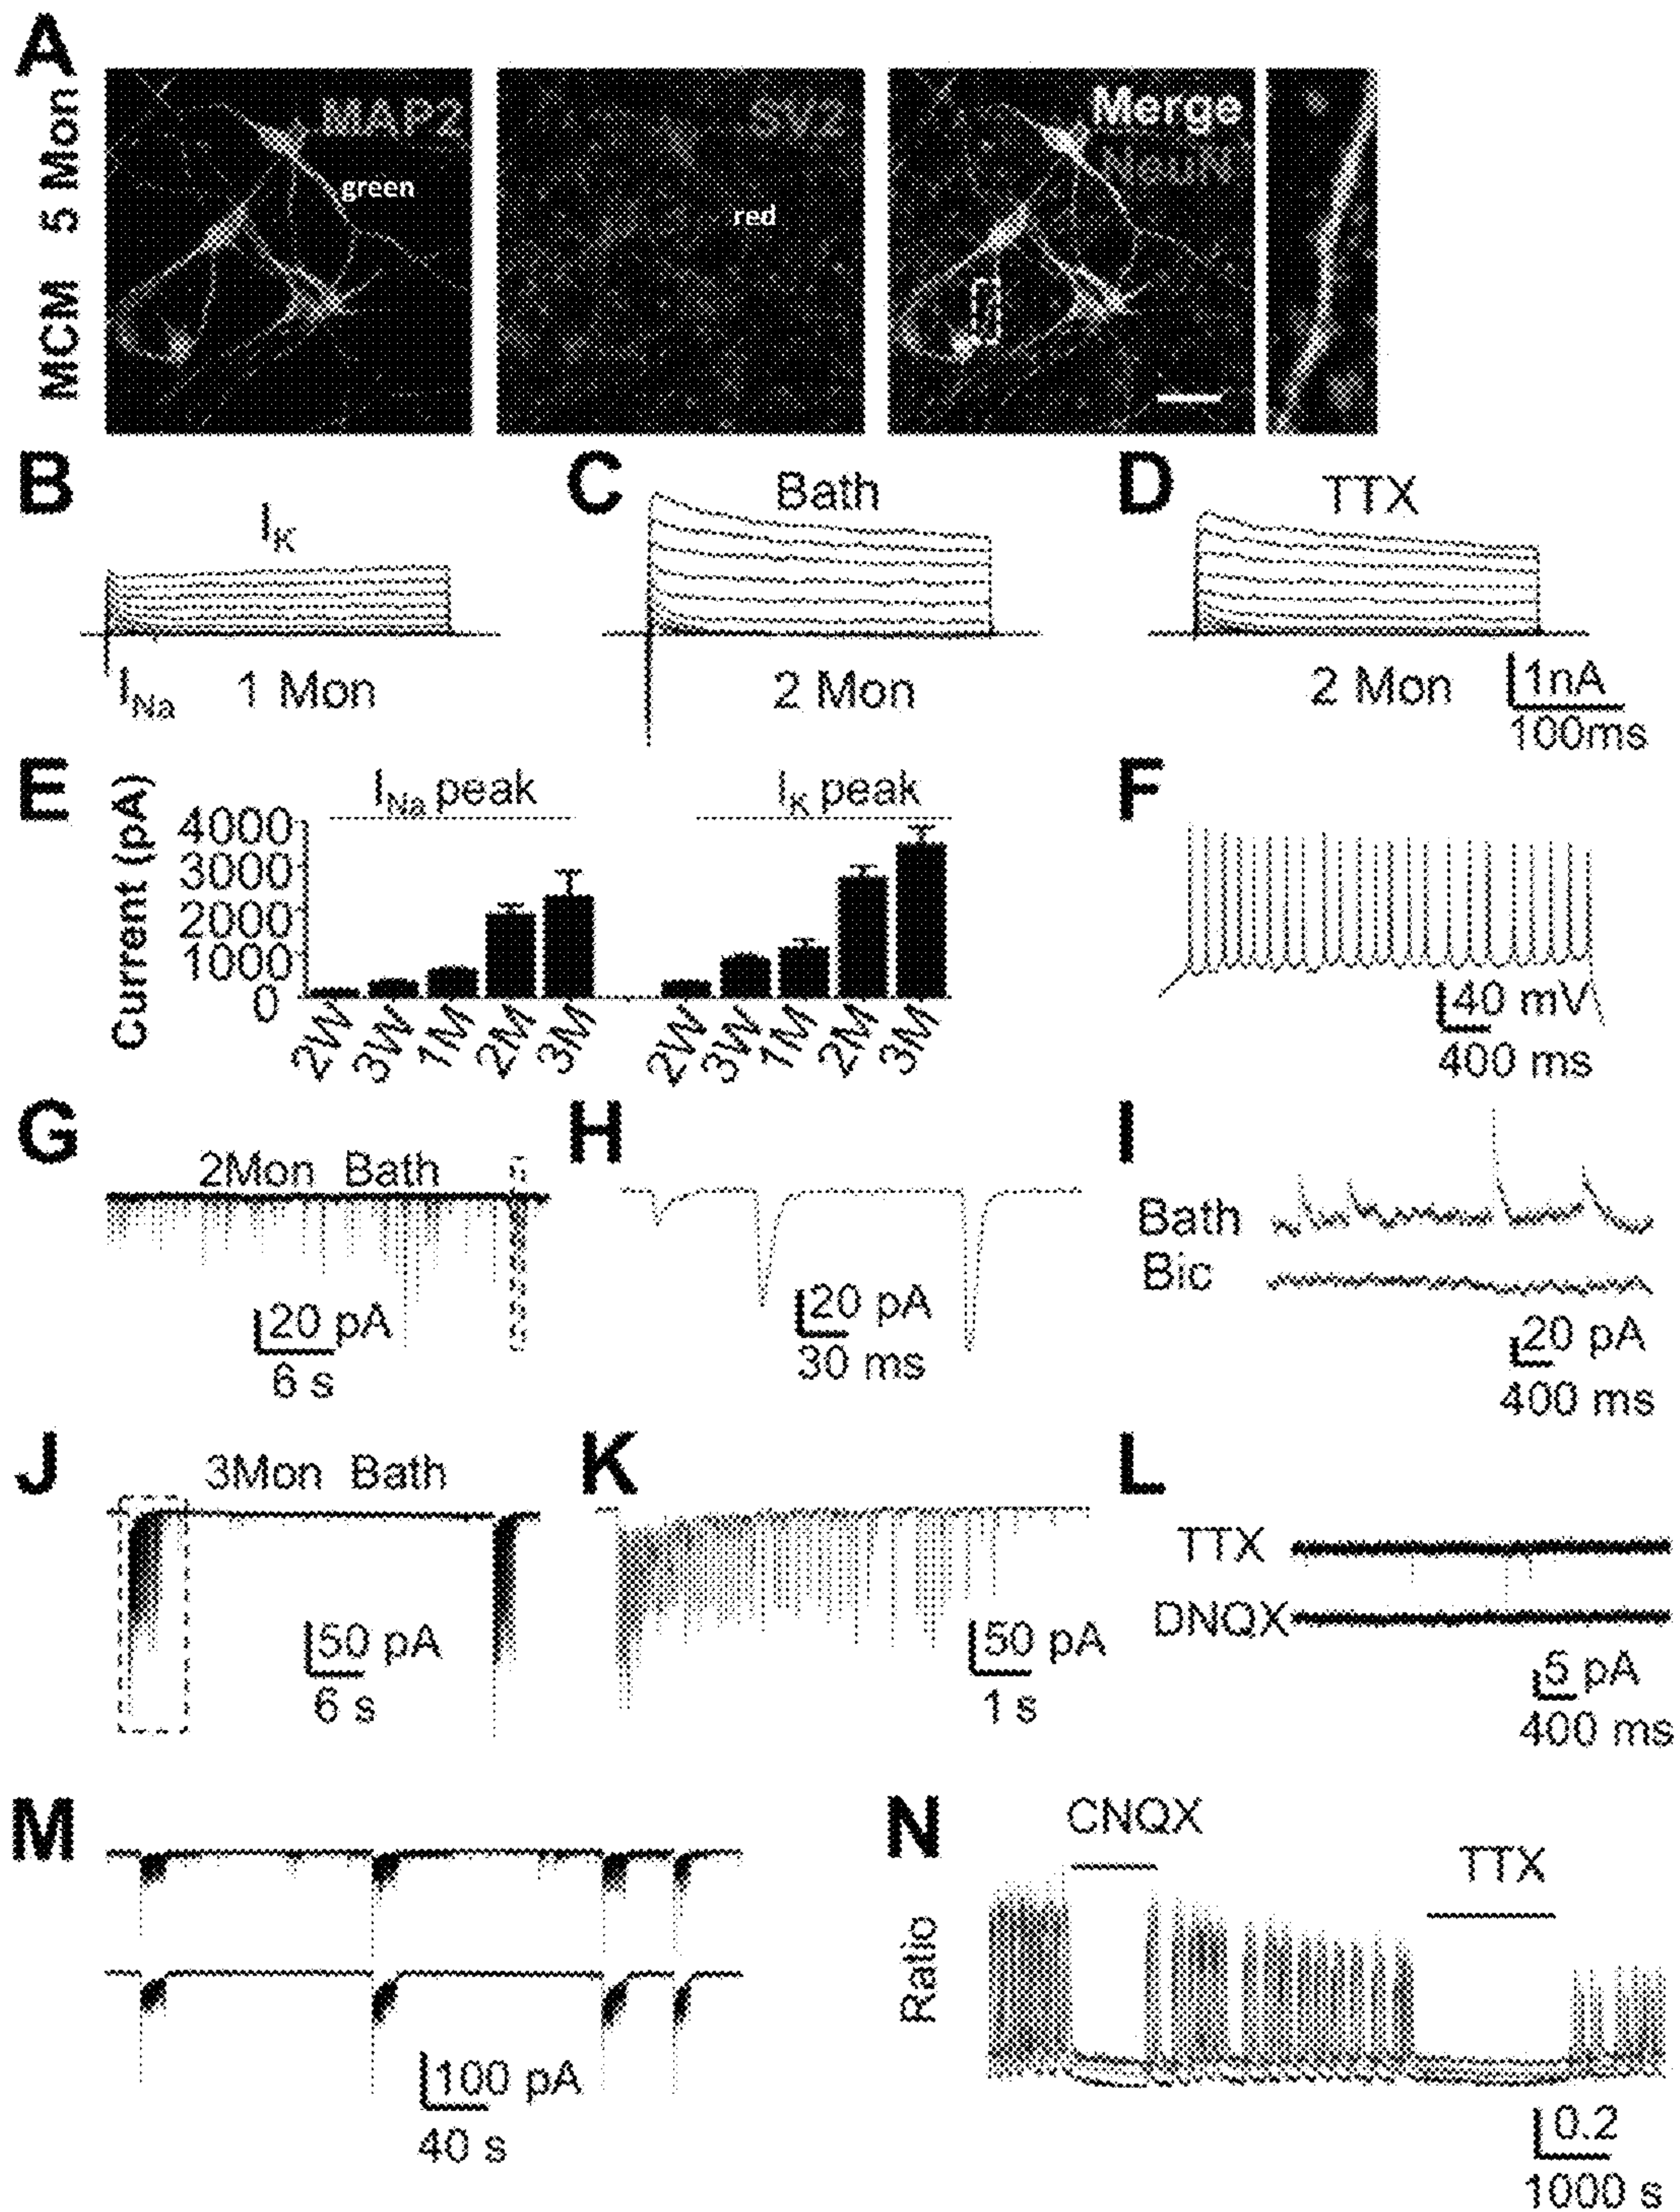 A
MCM 5 Mon
MAP2
green
SV2
red
Merge
NeuN
B
I_K
I_Na
1 Mon
C
Bath
2 Mon
D
TTX
2 Mon
1nA
100ms
E
Current (pA)
I_Na peak
I_K peak
4000
3000
2000
1000
0
2W 3W 1M 2M 3M 2W 3W 1M 2M 3M
F
40 mV
400 ms
G
2Mon Bath
20 pA
6 s
H
20 pA
30 ms
I
Bath
Bic
20 pA
400 ms
J
3Mon Bath
50 pA
6 s
K
50 pA
1 s
L
TTX
DNQX
5 pA
400 ms
M
100 pA
40 s
N
CNQX
TTX
Ratio
0.2
1000 s